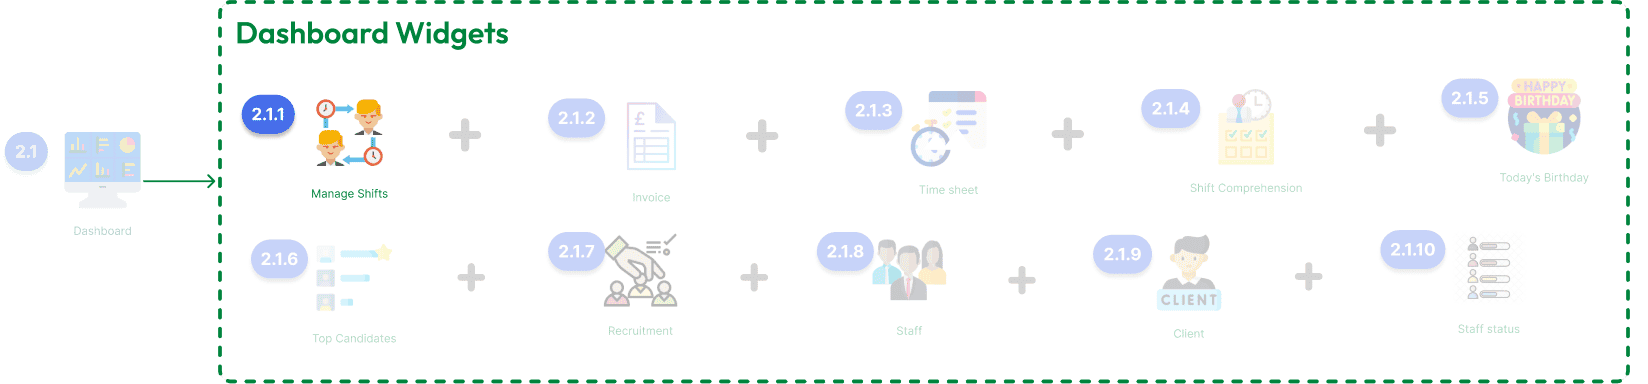 Dashboard Widgets
2.1
Dashboard
2.1.1
Manage Shifts
2.1.2
£
Invoice
2.1.3
Time sheet
2.1.4
Shift Comprehension
2.1.5
HAPPY
BIRTHDAY
Today's Birthday
2.1.6
Top Candidates
2.1.7
Recruitment
2.1.8
Staff
2.1.9
CLIENT
Client
2.1.10
Staff status